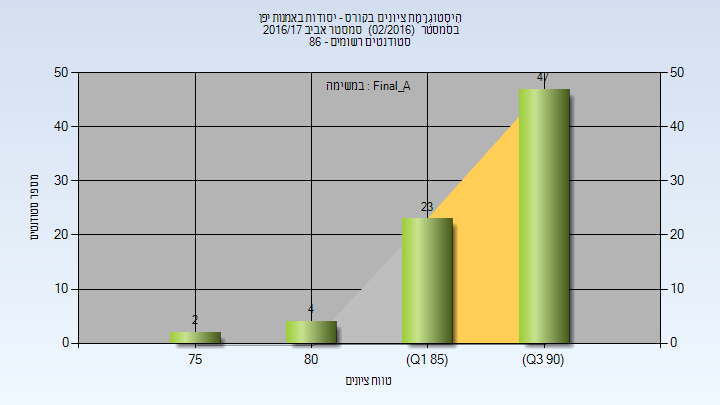 היסטוגרמת ציונים בקורס - יסודות באמנות יפן
בסמסטר (02/2016) סמסטר אביב 2016/17
סטודנטים רשומים - 86
במשימה : Final_A
50 50
40 40
30 30
20 20
10 10
0 0
מספר סטודנטים
2
4
23
47
75 80 (Q1 85) (Q3 90)
טווח ציונים